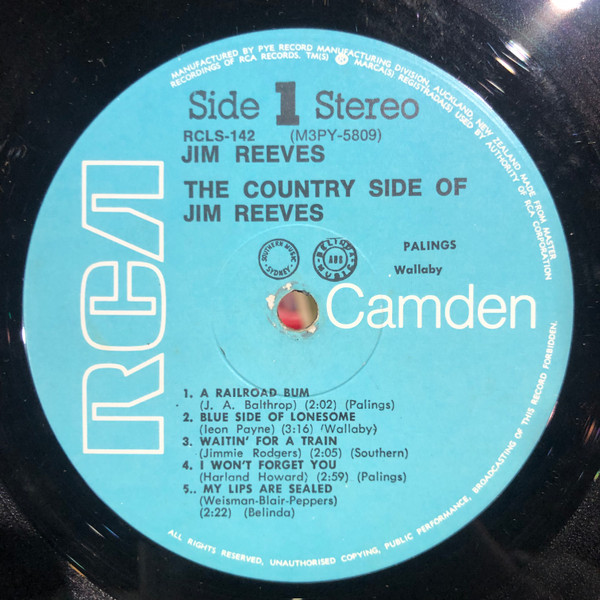 MANUFACTURED BY PYE RECORD MANUFACTURING DIVISION, AUCKLAND, NEW ZEALAND MADE FROM MASTER
RECORDINGS OF RCA RECORDS. TM(S) MARCA(S) REGISTRADA(S) USED BY AUTHORITY OF RCA CORPORATION
Side 1 Stereo
RCLS-142 (M3PY-5809)
JIM REEVES
THE COUNTRY SIDE OF
JIM REEVES
RCA
SOUTHERN MUSIC
SYDNEY
BELINDA
MUSIC
PALINGS
Wallaby
Camden
1. A RAILROAD BUM
(J. A. Balthrop) (2:02) (Palings)
2. BLUE SIDE OF LONESOME
(leon Payne) (3:16) 'Wallaby)
3. WAITIN' FOR A TRAIN
(Jimmie Rodgers) (2:05) (Southern)
4. I WON'T FORGET YOU
(Harland Howard) (2:59) (Palings)
5.. MY LIPS ARE SEALED
(Weisman-Blair-Peppers)
(2:22) (Belinda)
ALL RIGHTS RESERVED, UNAUTHORISED COPYING, PUBLIC PERFORMANCE, BROADCASTING OF THIS RECORD FORBIDDEN.